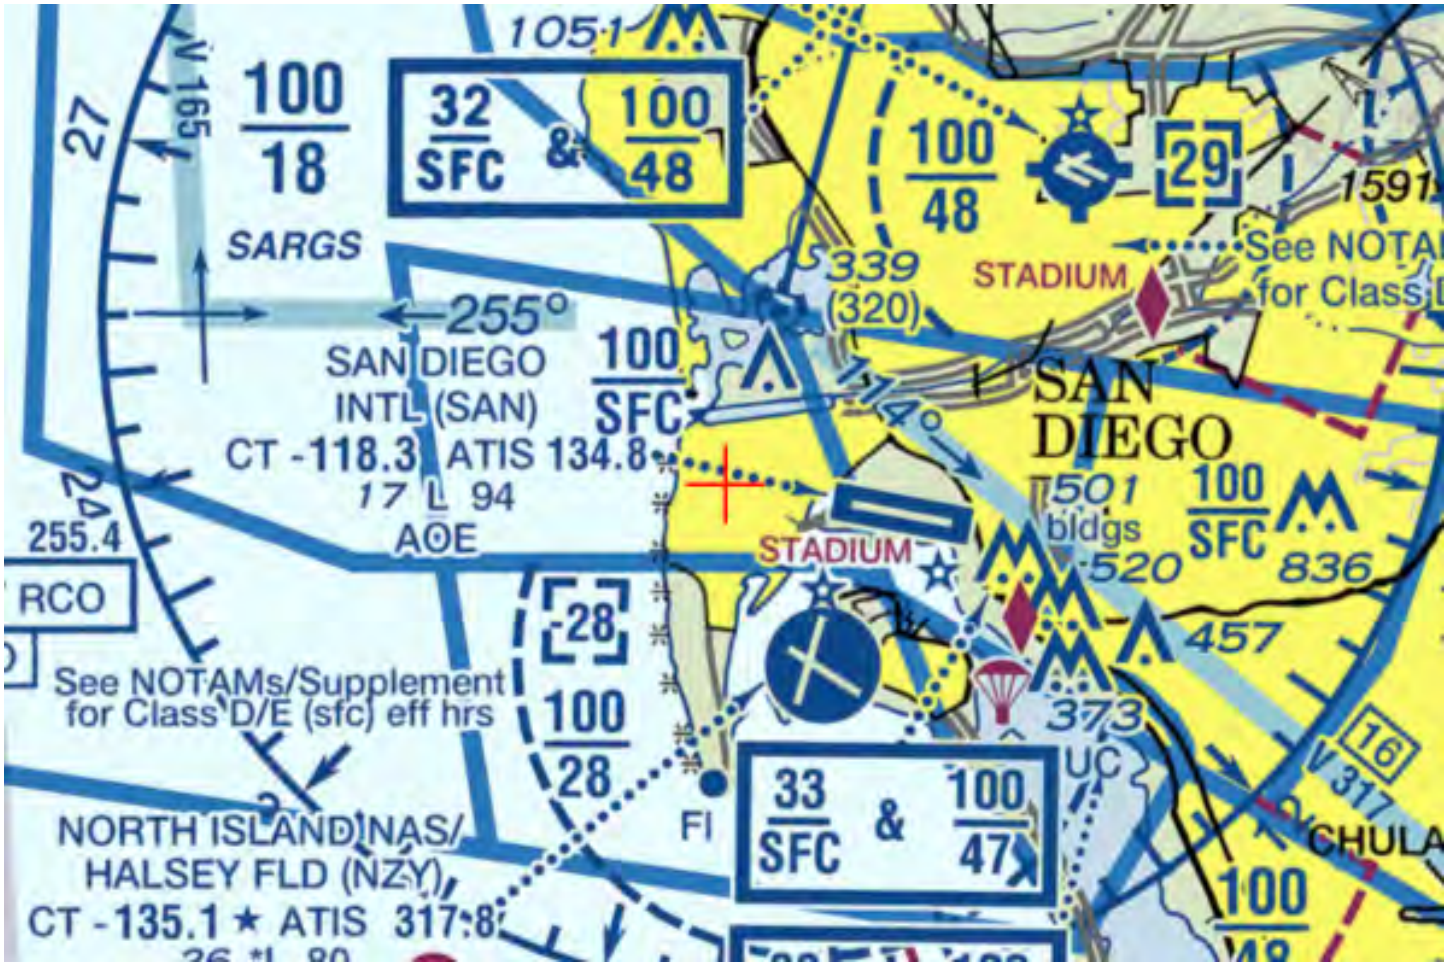 1051
V 165
27
100
18
32
SFC
&
100
48
100
48
29
1591
SARGS
339
(320)
STADIUM
See NOTA
for Class
255°
SAN DIEGO
INTL (SAN)
CT -118.3 ATIS 134.8
17 L 94
AOE
100
SFC
114°
SAN
DIEGO
24
255.4
RCO
501
bldgs
520
100
SFC
836
STADIUM
-28
100
28
457
See NOTAMs/Supplement
for Class D/E (sfc) eff hrs
373
UC
16
V 317
FI
33
SFC
&
100
47
CHULA
NORTH ISLAND NAS/
HALSEY FLD (NZY)
CT -135.1 ★ ATIS 317.8
26 *L 80
100
48